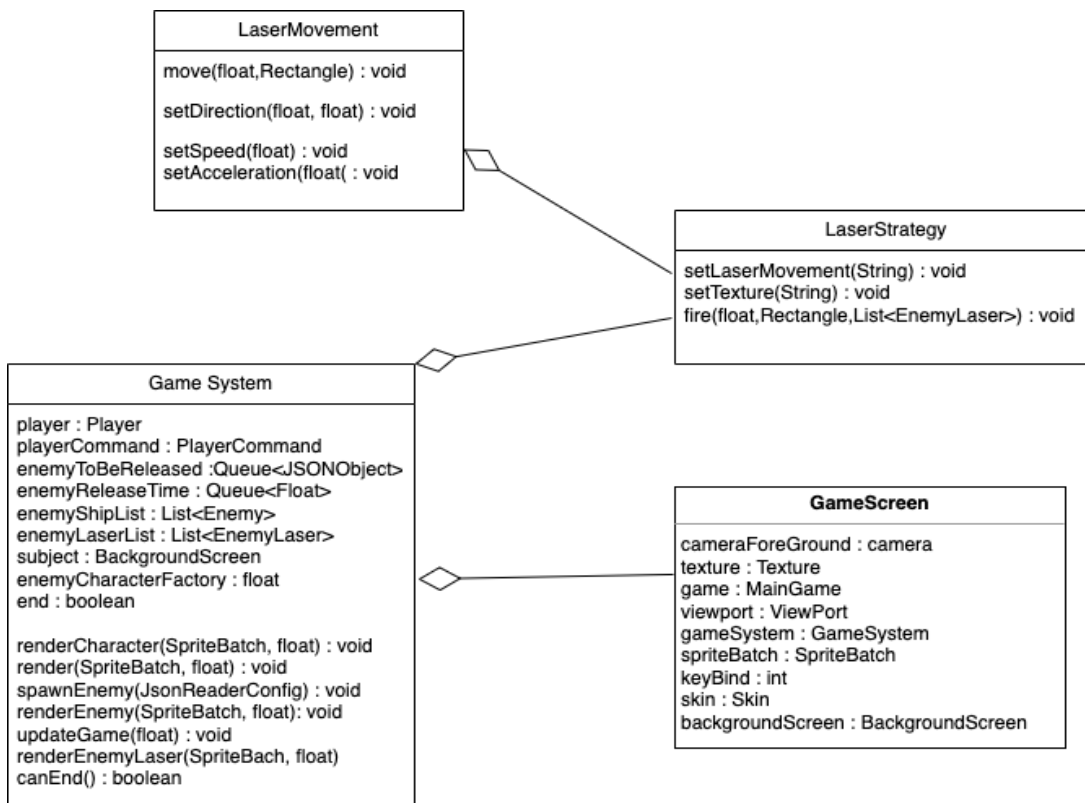 LaserMovement
move(float,Rectangle) : void
setDirection(float, float) : void
setSpeed(float) : void
setAcceleration(float( : void
LaserStrategy
setLaserMovement(String) : void
setTexture(String) : void
fire(float,Rectangle,List<EnemyLaser>) : void
Game System
player : Player
playerCommand : PlayerCommand
enemyToBeReleased :Queue<JSONObject>
enemyReleaseTime : Queue<Float>
enemyShipList : List<Enemy>
enemyLaserList : List<EnemyLaser>
subject : BackgroundScreen
enemyCharacterFactory : float
end : boolean
renderCharacter(SpriteBatch, float) : void
render(SpriteBatch, float) : void
spawnEnemy(JsonReaderConfig) : void
renderEnemy(SpriteBatch, float): void
updateGame(float) : void
renderEnemyLaser(SpriteBach, float)
canEnd() : boolean
GameScreen
cameraForeGround : camera
texture : Texture
game : MainGame
viewport : ViewPort
gameSystem : GameSystem
spriteBatch : SpriteBatch
keyBind : int
skin : Skin
backgroundScreen : BackgroundScreen